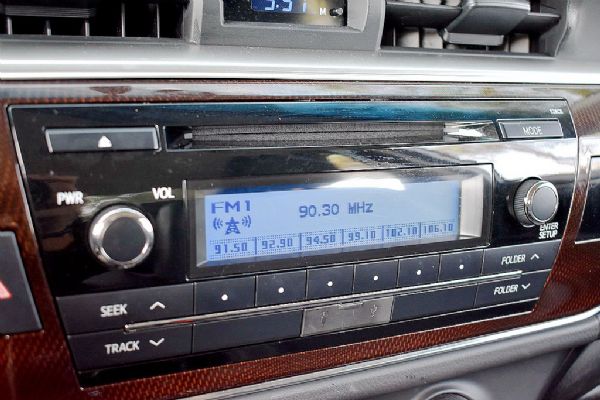 M
MODE
PWR
VOL
FM1
90.30 MHz
91.50 92.90 94.50 99.10 102.10 106.10
ENTER
SETUP
FOLDER
SEEK
FOLDER
TRACK